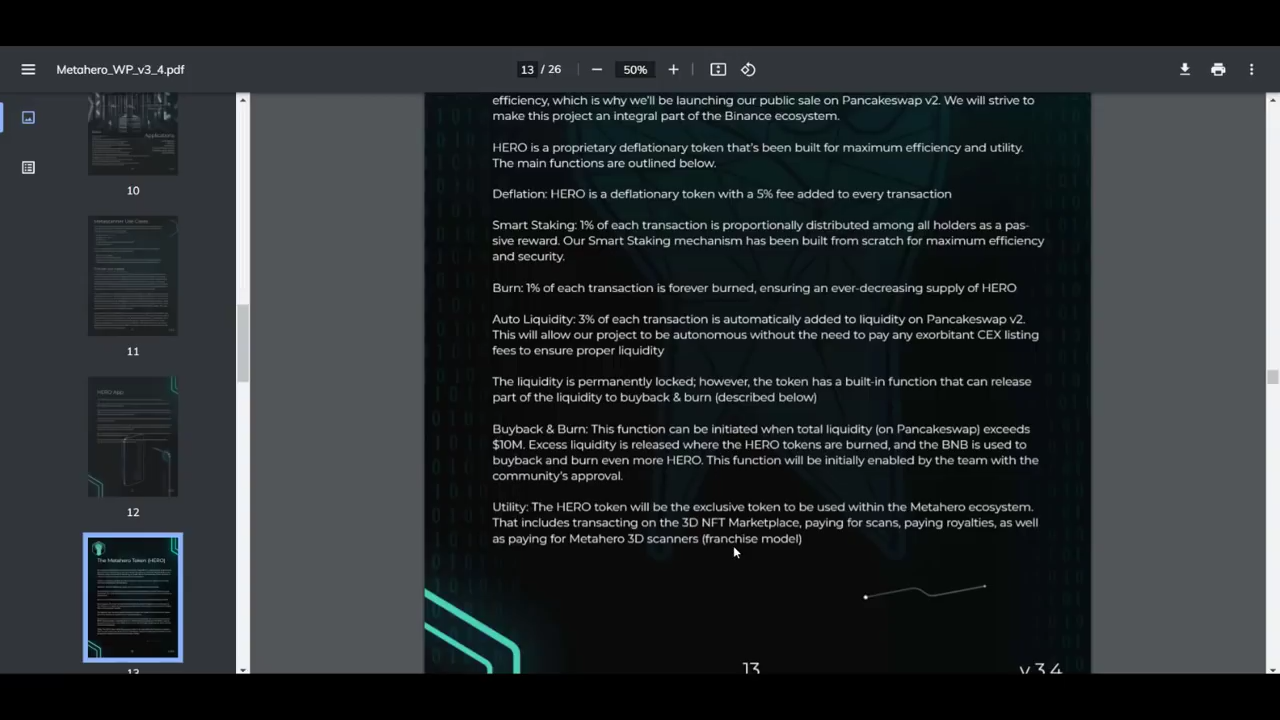 Metahero_WP_v3_4.pdf
13 / 26
50%
10
11
12
The Metahero Token (HERO)
13
efficiency, which is why we'll be launching our public sale on Pancakeswap v2. We will strive to
make this project an integral part of the Binance ecosystem.
HERO is a proprietary deflationary token that's been built for maximum efficiency and utility.
The main functions are outlined below.
Deflation: HERO is a deflationary token with a 5% fee added to every transaction
Smart Staking: 1% of each transaction is proportionally distributed among all holders as a pas-
sive reward. Our Smart Staking mechanism has been built from scratch for maximum efficiency
and security.
Burn: 1% of each transaction is forever burned, ensuring an ever-decreasing supply of HERO
Auto Liquidity: 3% of each transaction is automatically added to liquidity on Pancakeswap v2.
This will allow our project to be autonomous without the need to pay any exorbitant CEX listing
fees to ensure proper liquidity
The liquidity is permanently locked; however, the token has a built-in function that can release
part of the liquidity to buyback & burn (described below)
Buyback & Burn: This function can be initiated when total liquidity (on Pancakeswap) exceeds
$10M. Excess liquidity is released where the HERO tokens are burned, and the BNB is used to
buyback and burn even more HERO. This function will be initially enabled by the team with the
community's approval.
Utility: The HERO token will be the exclusive token to be used within the Metahero ecosystem.
That includes transacting on the 3D NFT Marketplace, paying for scans, paying royalties, as well
as paying for Metahero 3D scanners (franchise model)
13
v 3.4